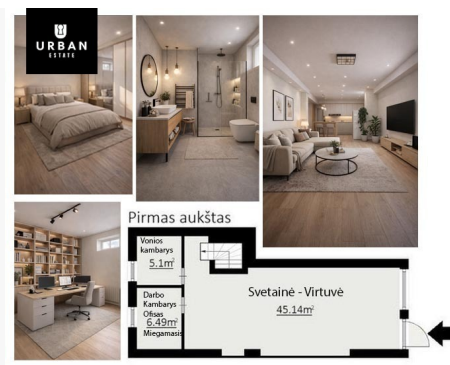 URBAN
ESTATE
Pirmas aukštas
Vonios
kambarys
5.1m²
Darbo
Kambarys
Ofisas
6.49m²
Miegamasis
Svetainė - Virtuvė
45.14m²